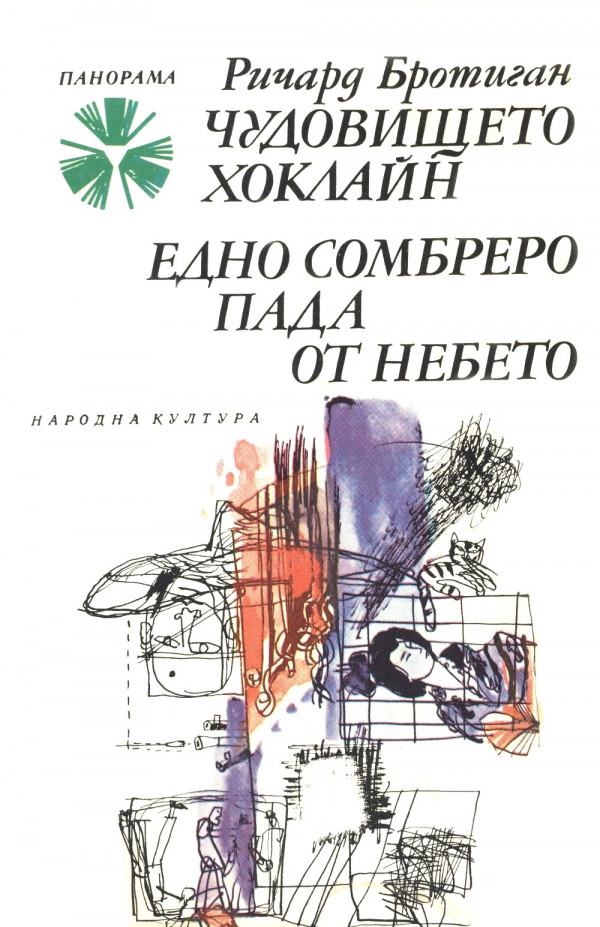 ПАНОРАМА
Ричард Бротиган
ЧУДОВИЩЕТО
ХОКЛАЙН
ЕДНО СОМБРЕРО
ПАДА
ОТ НЕБЕТО
НАРОДНА КУЛТУРА